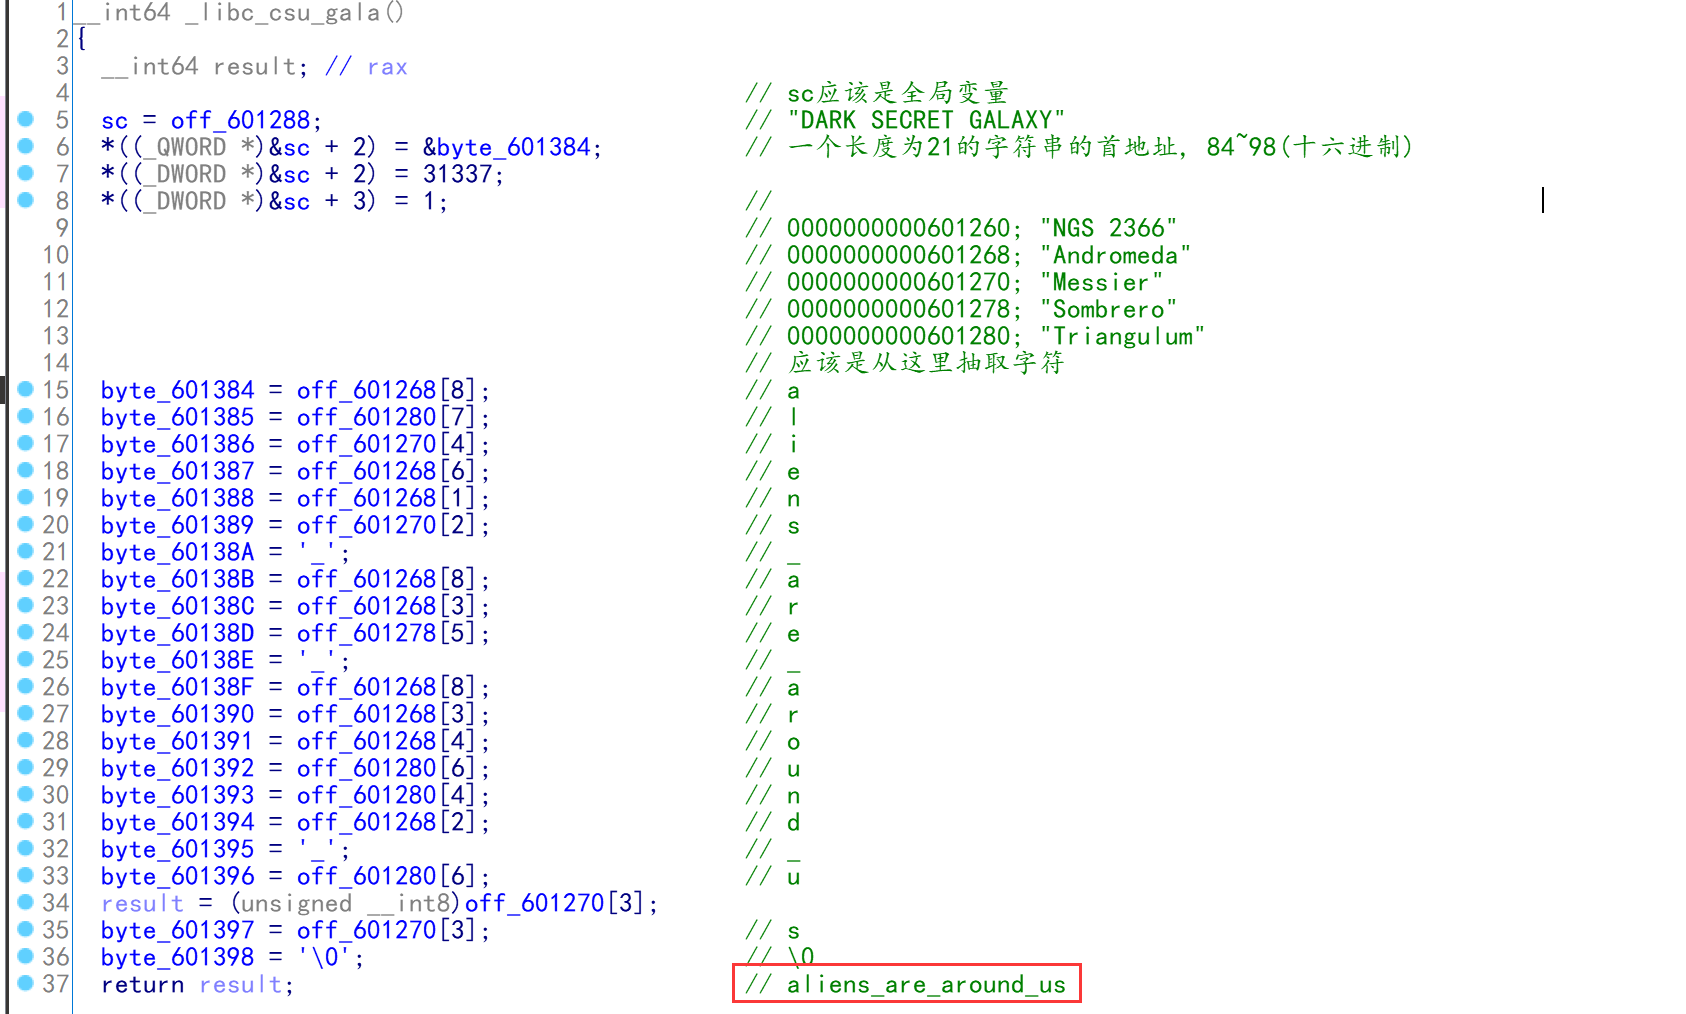 1 __int64 _libc_csu_gala()
2 {
3 __int64 result; // rax
4 // sc应该是全局变量
5 sc = off_601288; // "DARK SECRET GALAXY"
6 *((_QWORD *)&sc + 2) = &byte_601384; // 一个长度为21的字符串的首地址, 84~98(十六进制)
7 *((_DWORD *)&sc + 2) = 31337;
8 *((_DWORD *)&sc + 3) = 1; //
9 // 0000000000601260; "NGS 2366"
10 // 0000000000601268; "Andromeda"
11 // 0000000000601270; "Messier"
12 // 0000000000601278; "Sombrero"
13 // 0000000000601280; "Triangulum"
14 // 应该是从这里抽取字符
15 byte_601384 = off_601268[8]; // a
16 byte_601385 = off_601280[7]; // l
17 byte_601386 = off_601270[4]; // i
18 byte_601387 = off_601268[6]; // e
19 byte_601388 = off_601268[1]; // n
20 byte_601389 = off_601270[2]; // s
21 byte_60138A = '_'; // _
22 byte_60138B = off_601268[8]; // a
23 byte_60138C = off_601268[3]; // r
24 byte_60138D = off_601278[5]; // e
25 byte_60138E = '_'; // _
26 byte_60138F = off_601268[8]; // a
27 byte_601390 = off_601268[3]; // r
28 byte_601391 = off_601268[4]; // o
29 byte_601392 = off_601280[6]; // u
30 byte_601393 = off_601280[4]; // n
31 byte_601394 = off_601268[2]; // d
32 byte_601395 = '_'; // _
33 byte_601396 = off_601280[6]; // u
34 result = (unsigned __int8)off_601270[3];
35 byte_601397 = off_601270[3]; // s
36 byte_601398 = '\0'; // \0
37 return result; // aliens_are_around_us